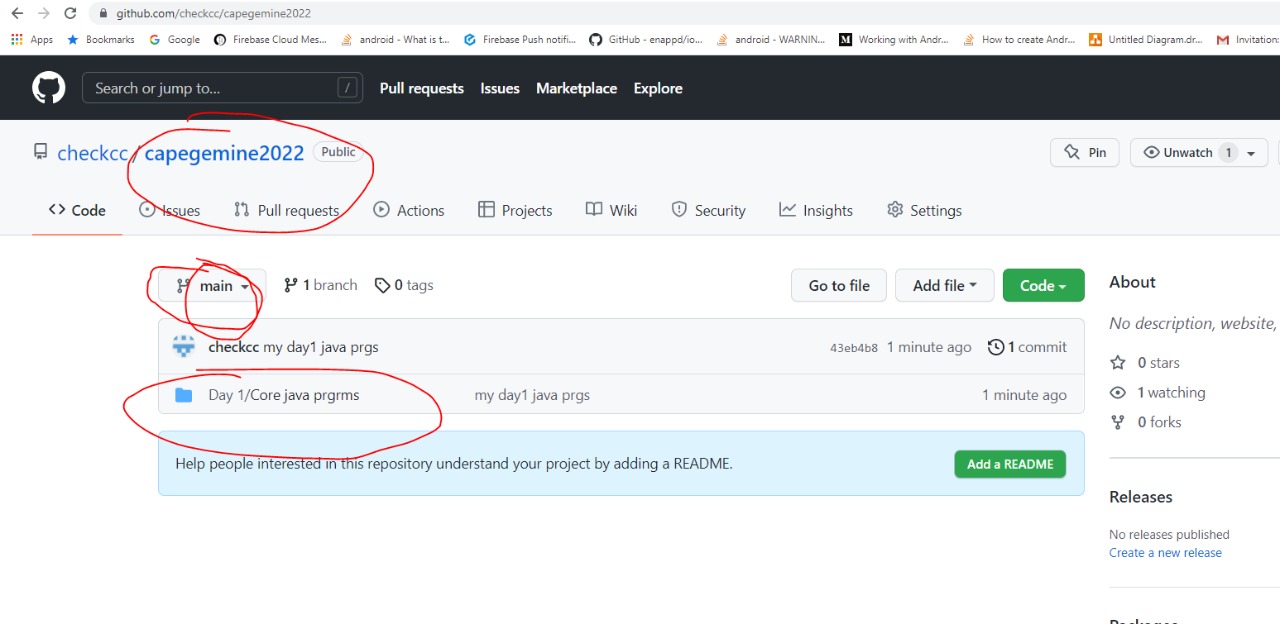 github.com/checkcc/capegemine2022
Apps Bookmarks Google Firebase Cloud Mes... android - What is t... Firebase Push notifi... GitHub - enappd/io... android - WARNIN... Working with Andr... How to create Andr... Untitled Diagram.dr... Invitation:
Search or jump to... / Pull requests Issues Marketplace Explore
checkcc / capegemine2022 Public Pin Unwatch 1
Code Issues Pull requests Actions Projects Wiki Security Insights Settings
main 1 branch 0 tags Go to file Add file Code About
No description, website,
checkcc my day1 java prgs 43eb4b8 1 minute ago 1 commit
0 stars
Day 1/Core java prgrms my day1 java prgs 1 minute ago
1 watching
0 forks
Help people interested in this repository understand your project by adding a README. Add a README
Releases
No releases published
Create a new release
Packages